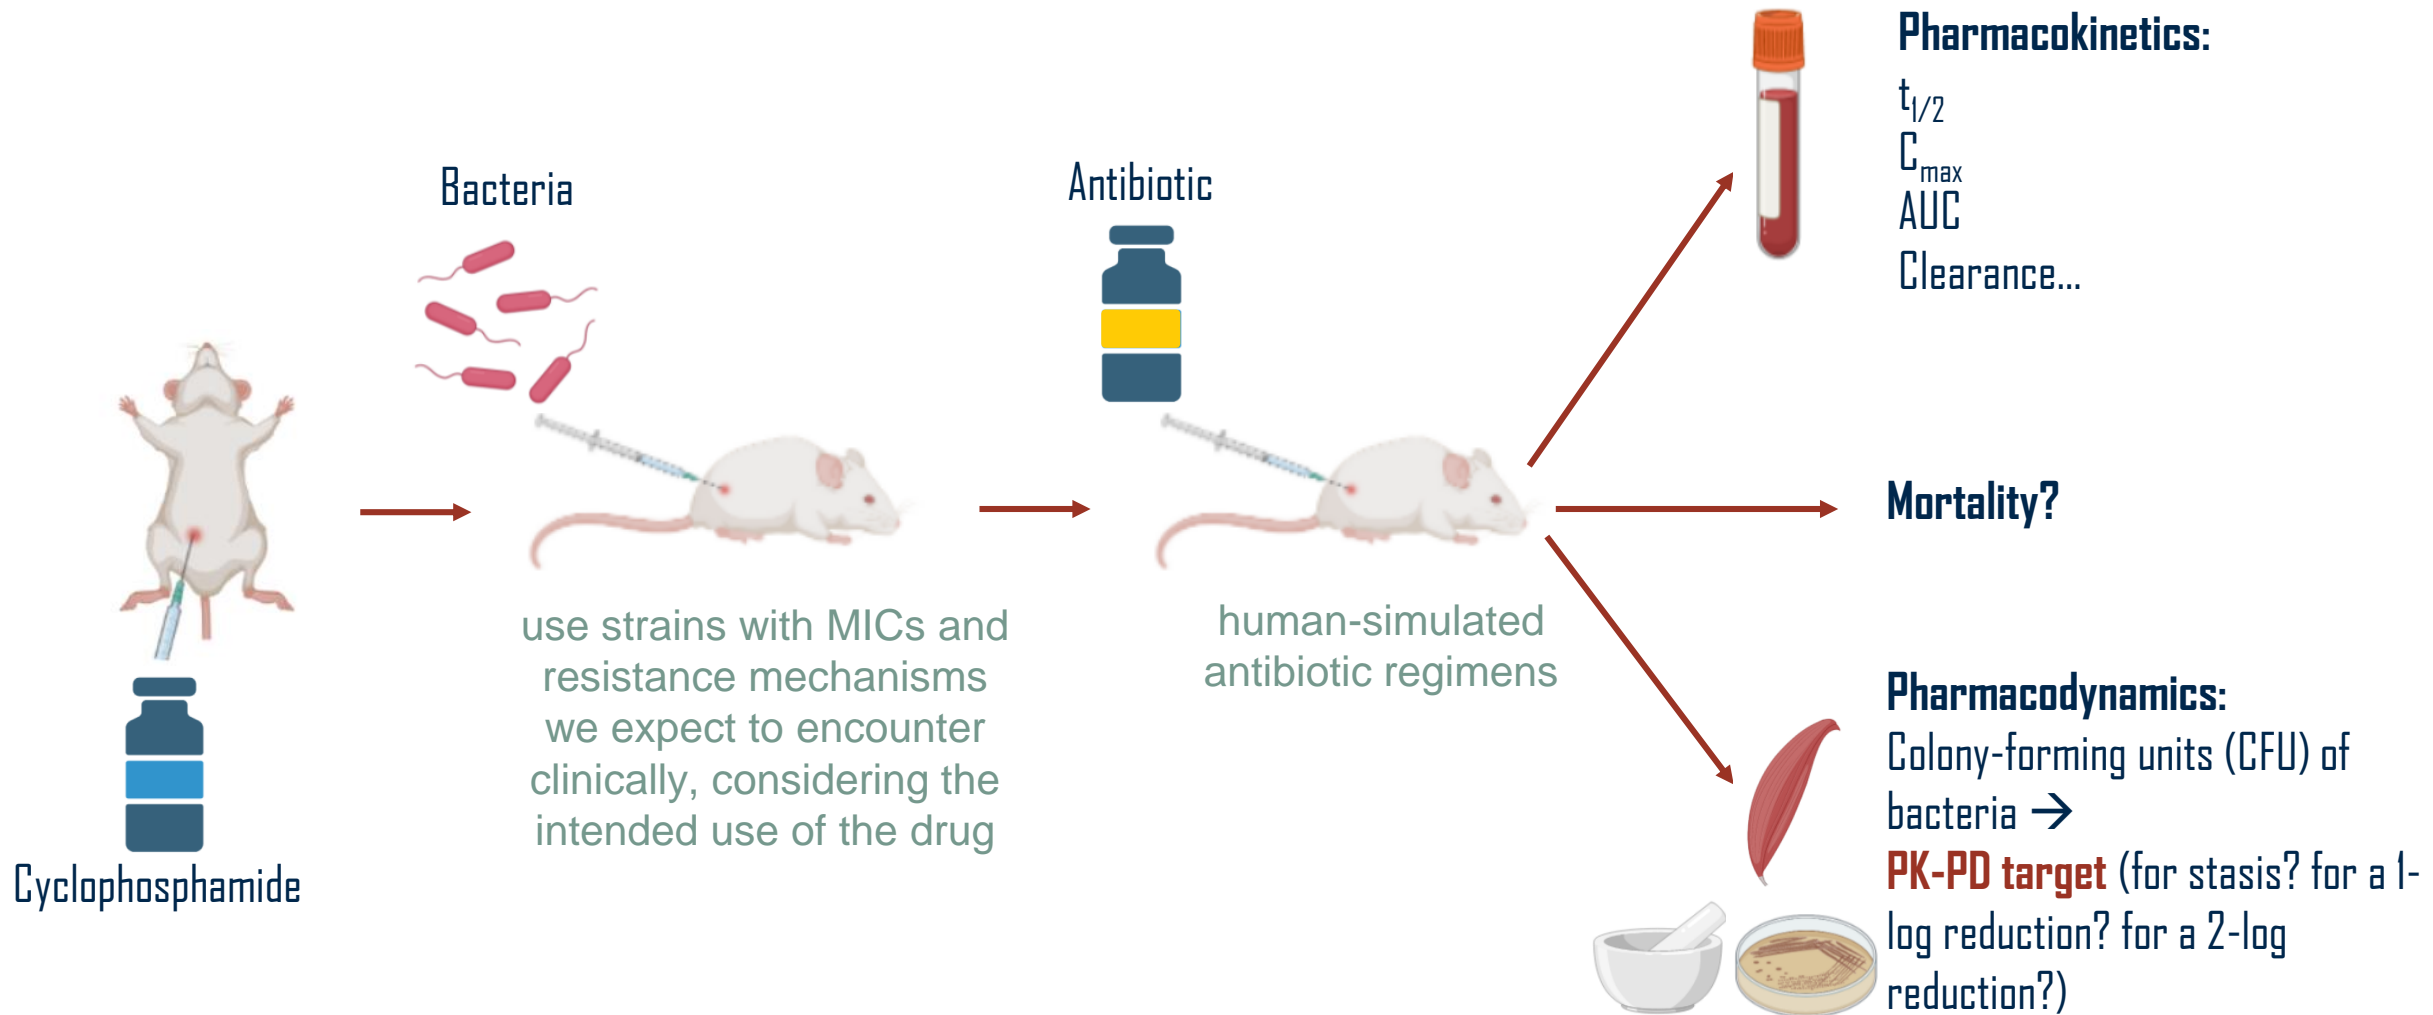 Cyclophosphamide
Bacteria
use strains with MICs and
resistance mechanisms
we expect to encounter
clinically, considering the
intended use of the drug
Antibiotic
human-simulated
antibiotic regimens
Pharmacokinetics:
t1/2
Cmax
AUC
Clearance...
Mortality?
Pharmacodynamics:
Colony-forming units (CFU) of
bacteria →
PK-PD target (for stasis? for a 1-
log reduction? for a 2-log
reduction?)